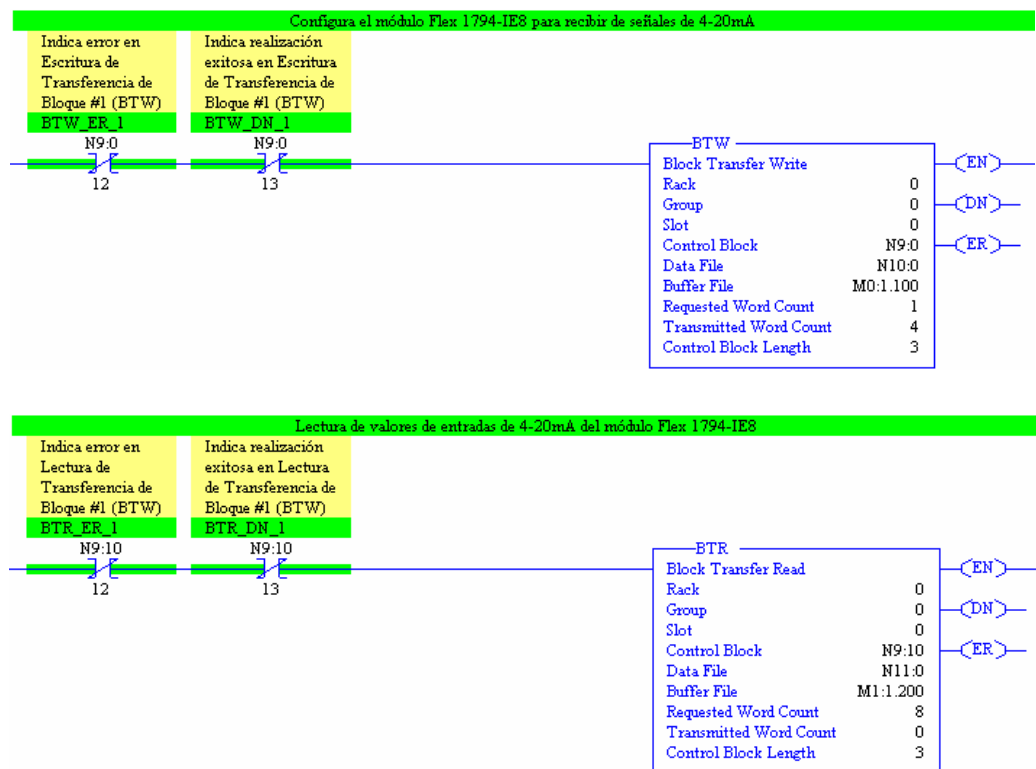 Configura el módulo Flex 1794-IE8 para recibir de señales de 4-20mA
Indica error en
Escritura de
Transferencia de
Bloque #1 (BTW)
BTW_ER_1
N9:0
12
Indica realización
exitosa en Escritura
de Transferencia de
Bloque #1 (BTW)
BTW_DN_1
N9:0
13
BTW
Block Transfer Write
Rack 0
Group 0
Slot 0
Control Block N9:0
Data File N10:0
Buffer File M0:1.100
Requested Word Count 1
Transmitted Word Count 4
Control Block Length 3
EN
DN
ER
Lectura de valores de entradas de 4-20mA del módulo Flex 1794-IE8
Indica error en
Lectura de
Transferencia de
Bloque #1 (BTW)
BTR_ER_1
N9:10
12
Indica realización
exitosa en Lectura
de Transferencia de
Bloque #1 (BTW)
BTR_DN_1
N9:10
13
BTR
Block Transfer Read
Rack 0
Group 0
Slot 0
Control Block N9:10
Data File N11:0
Buffer File M1:1.200
Requested Word Count 8
Transmitted Word Count 0
Control Block Length 3
EN
DN
ER